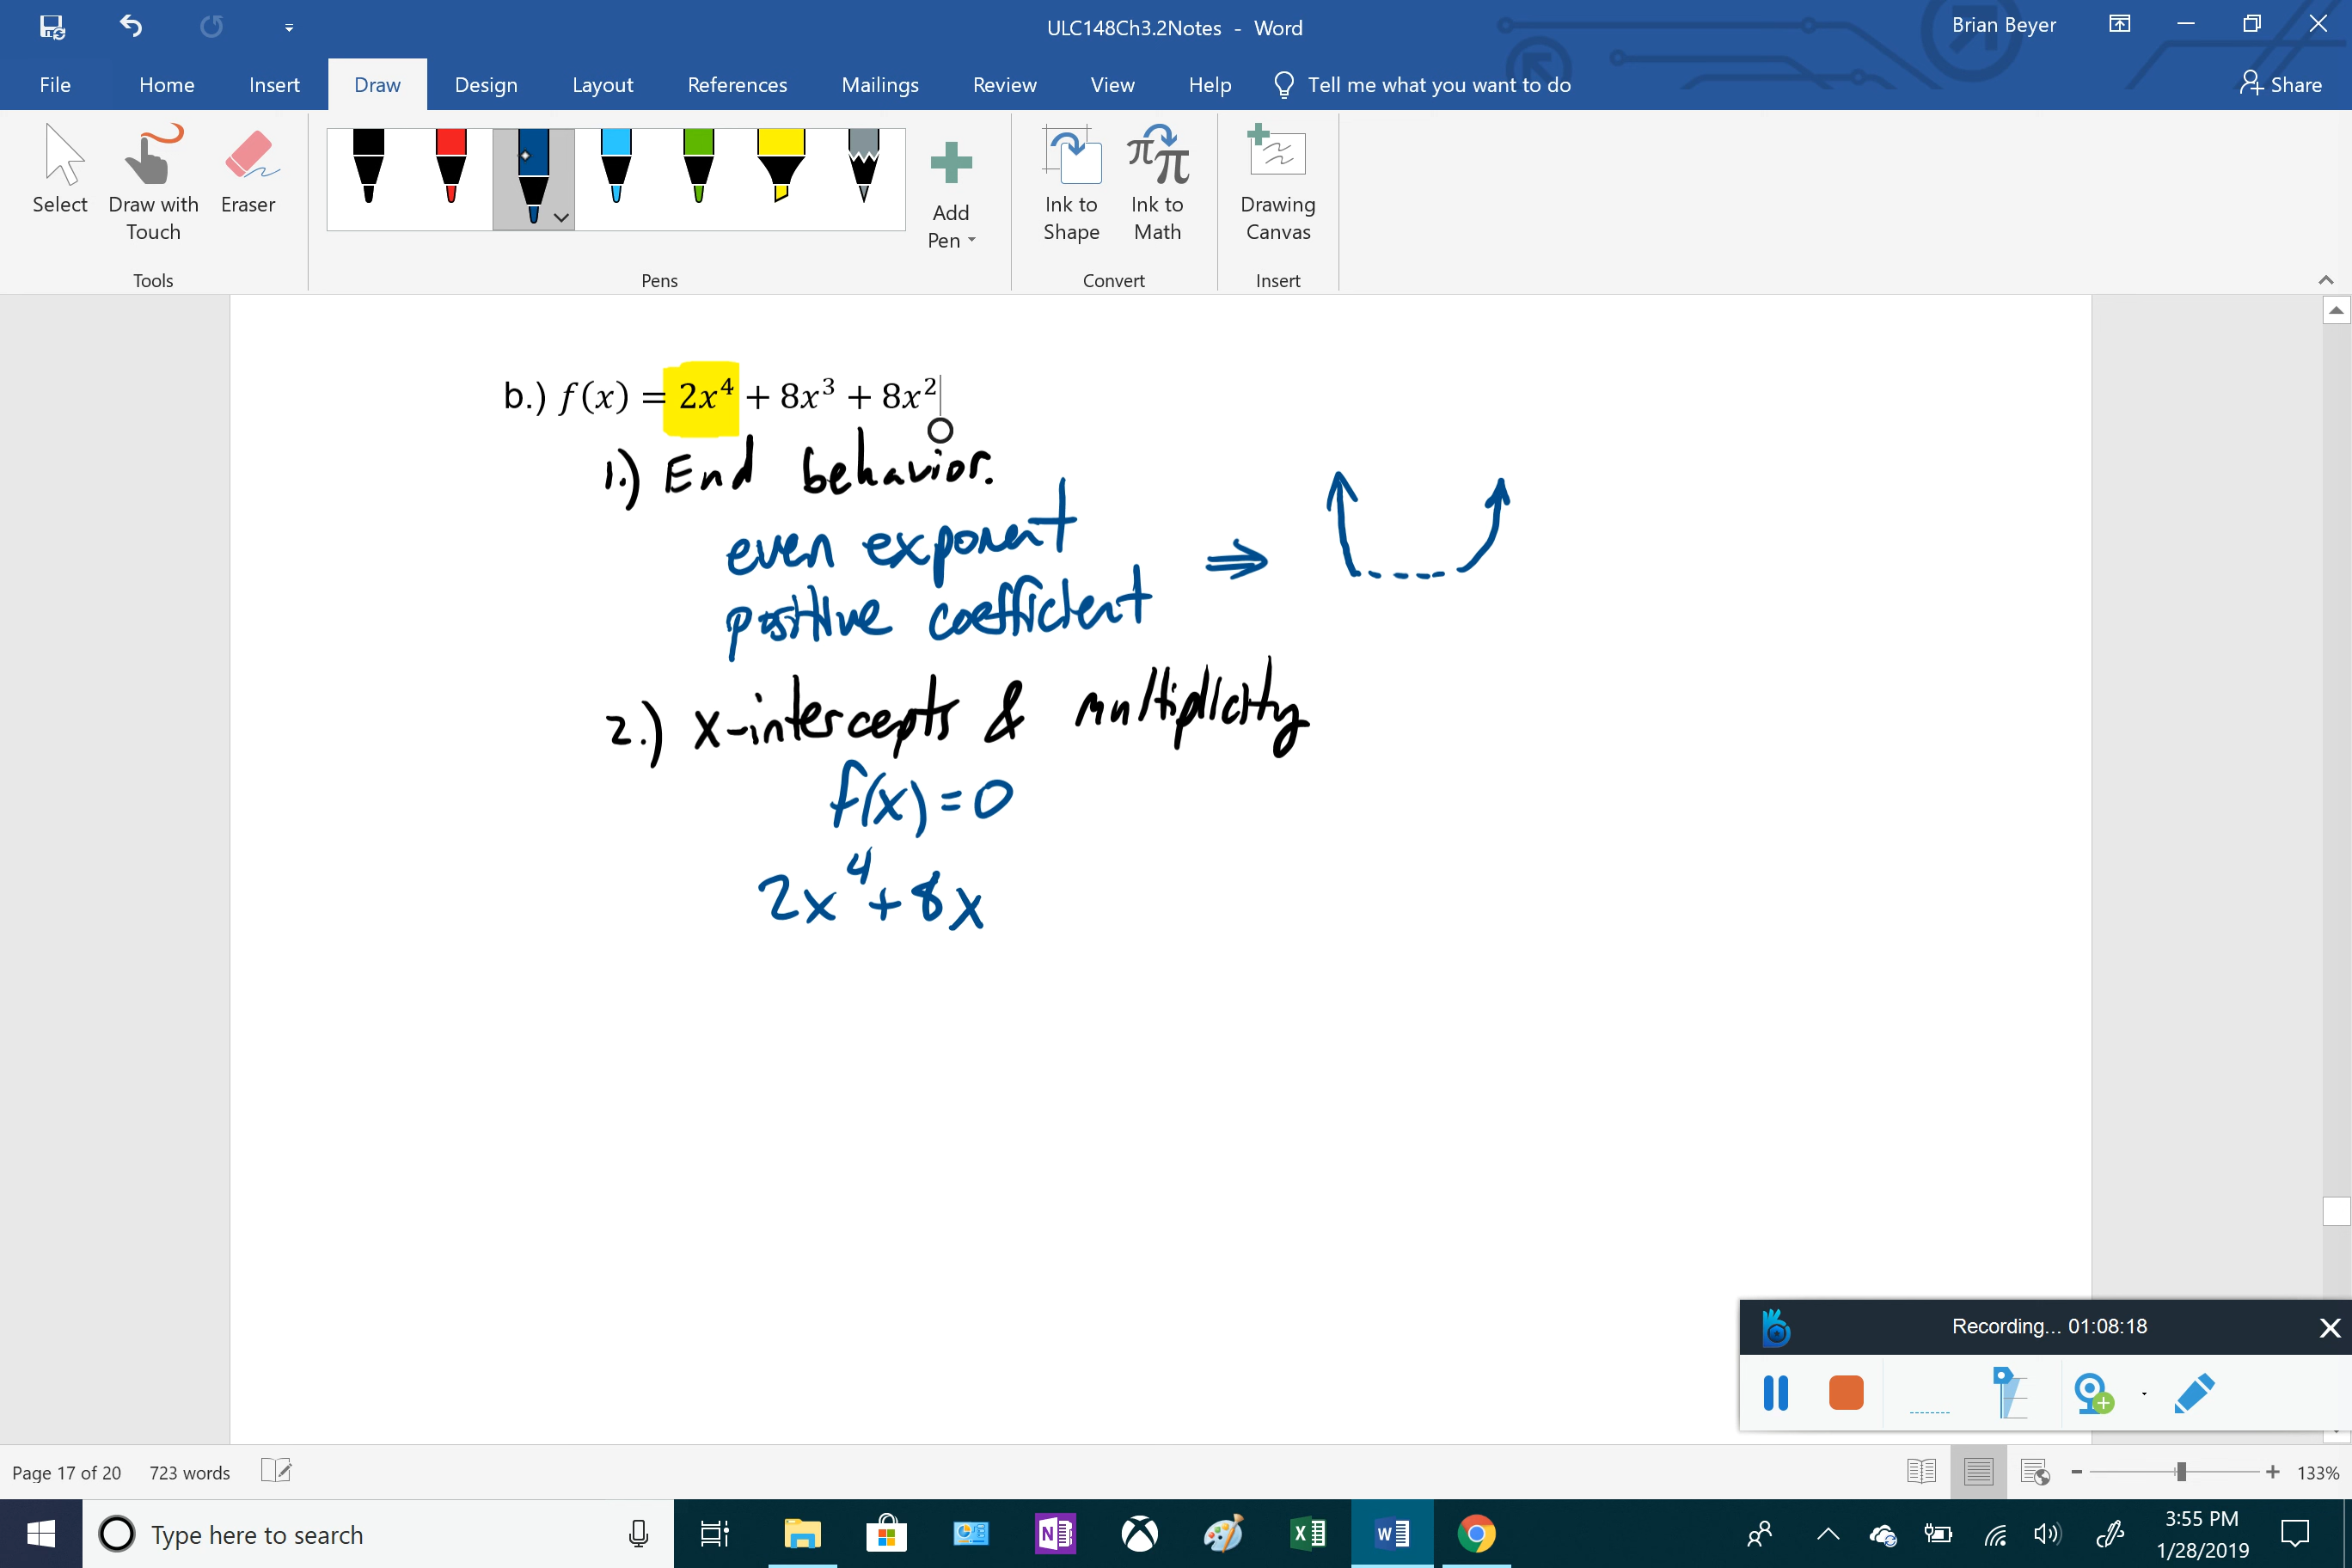 ULC148Ch3.2Notes - Word
Brian Beyer
File Home Insert Draw Design Layout References Mailings Review View Help Tell me what you want to do Share
Select Draw with Touch Eraser
Add Pen
Ink to Shape Ink to Math
Drawing Canvas
Tools Pens Convert Insert
b.) f(x) = 2x⁴ + 8x³ + 8x²
1.) End behavior.
even exponent
⇒
positive coefficient
2.) x-intercepts & multiplicity
f(x) = 0
2x⁴ + 8x
Recording... 01:08:18
Page 17 of 20 723 words
133%
Type here to search
3:55 PM
1/28/2019